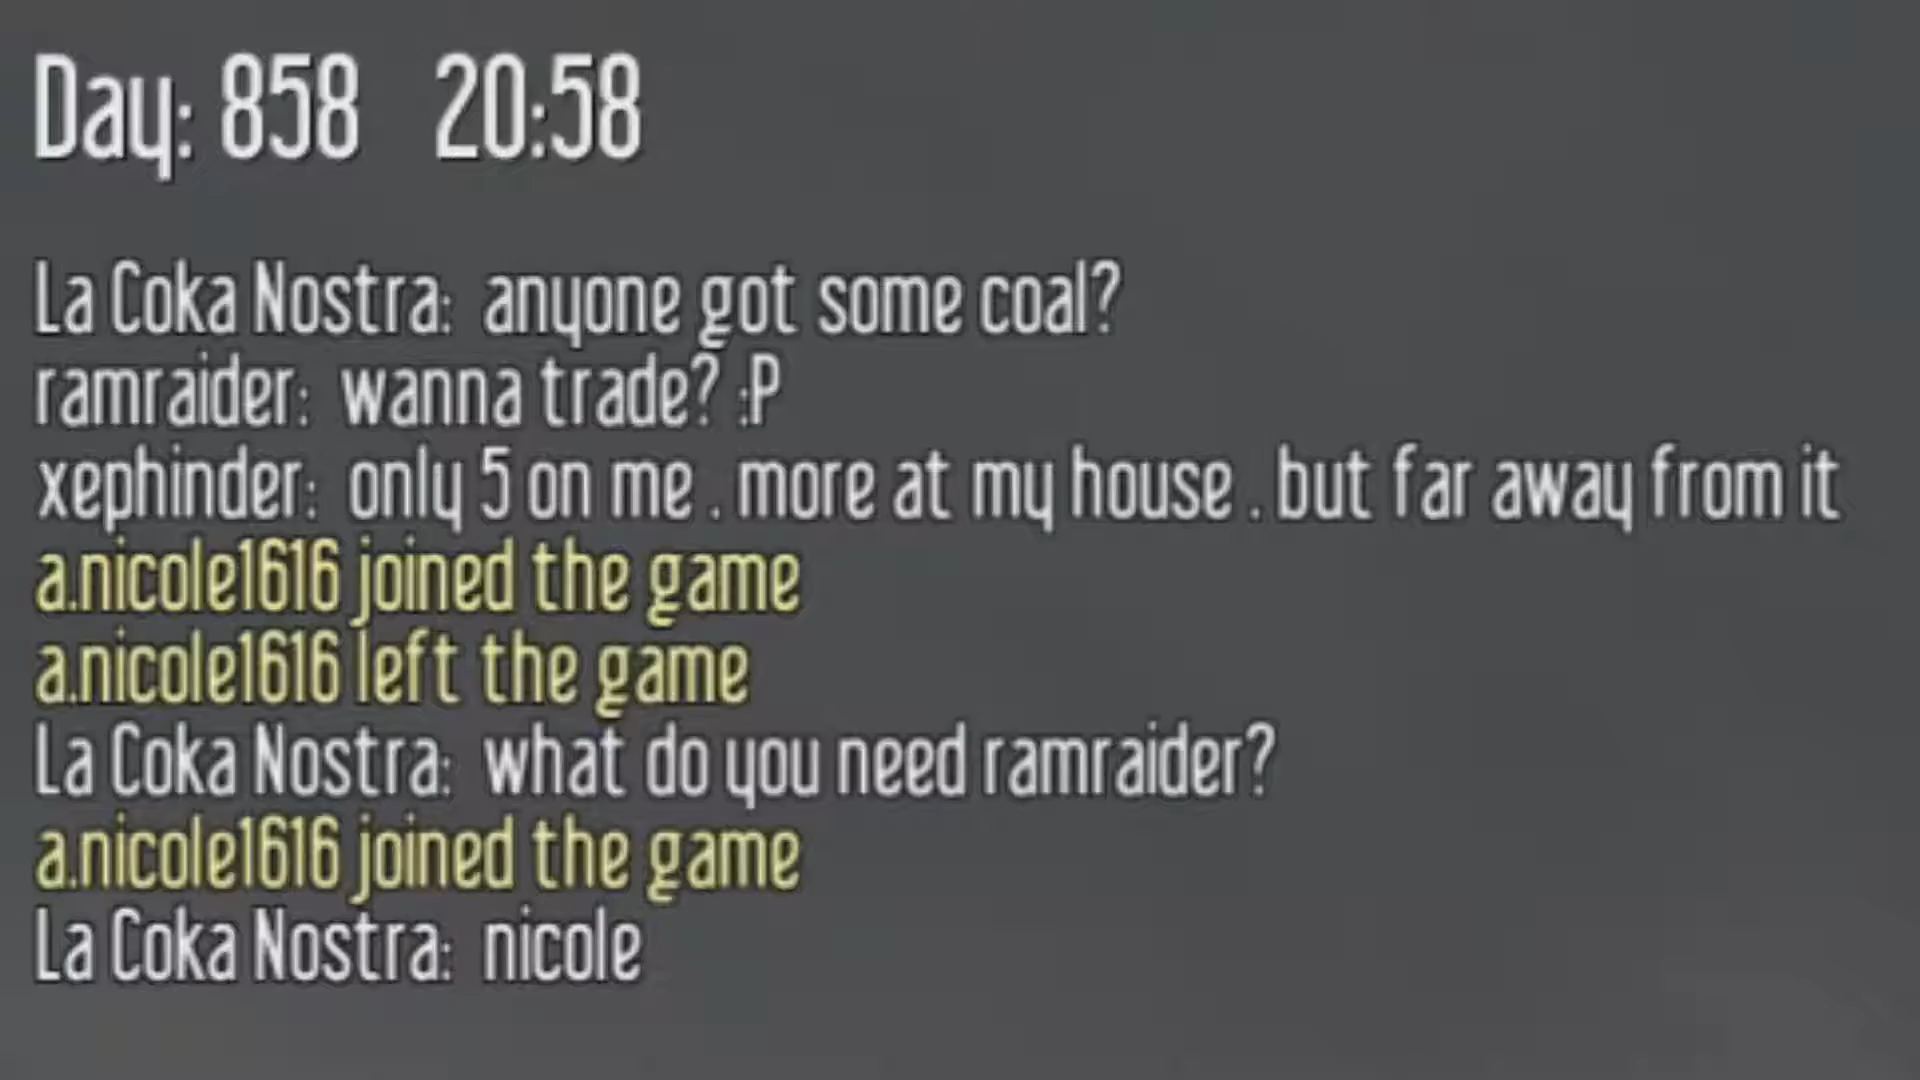 Day: 858 20:58
La Coka Nostra: anyone got some coal?
ramraider: wanna trade? :P
xephinder: only 5 on me . more at my house . but far away from it
a.nicole1616 joined the game
a.nicole1616 left the game
La Coka Nostra: what do you need ramraider?
a.nicole1616 joined the game
La Coka Nostra: nicole